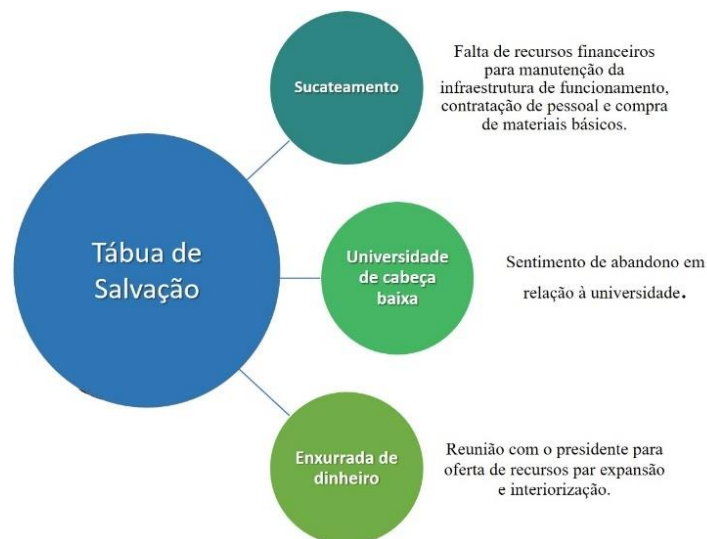 Tábua de
Salvação
Sucateamento
Falta de recursos financeiros
para manutenção da
infraestrutura de funcionamento,
contratação de pessoal e compra
de materiais básicos.
Universidade
de cabeça
baixa
Sentimento de abandono em
relação à universidade.
Enxurrada de
dinheiro
Reunião com o presidente para
oferta de recursos par expansão
e interiorização.